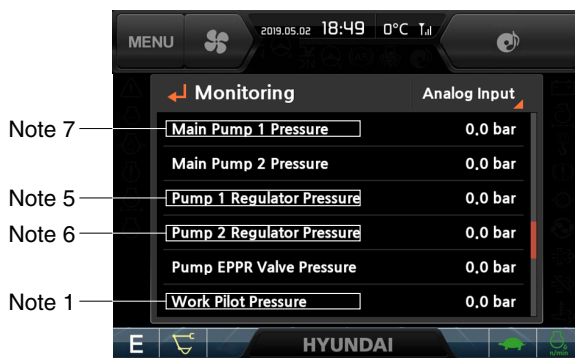 MENU 2019.05.02 18:49 0°C
Monitoring Analog Input
Note 7 Main Pump 1 Pressure 0.0 bar
Main Pump 2 Pressure 0.0 bar
Note 5 Pump 1 Regulator Pressure 0.0 bar
Note 6 Pump 2 Regulator Pressure 0.0 bar
Pump EPPR Valve Pressure 0.0 bar
Note 1 Work Pilot Pressure 0.0 bar
E HYUNDAI n/min